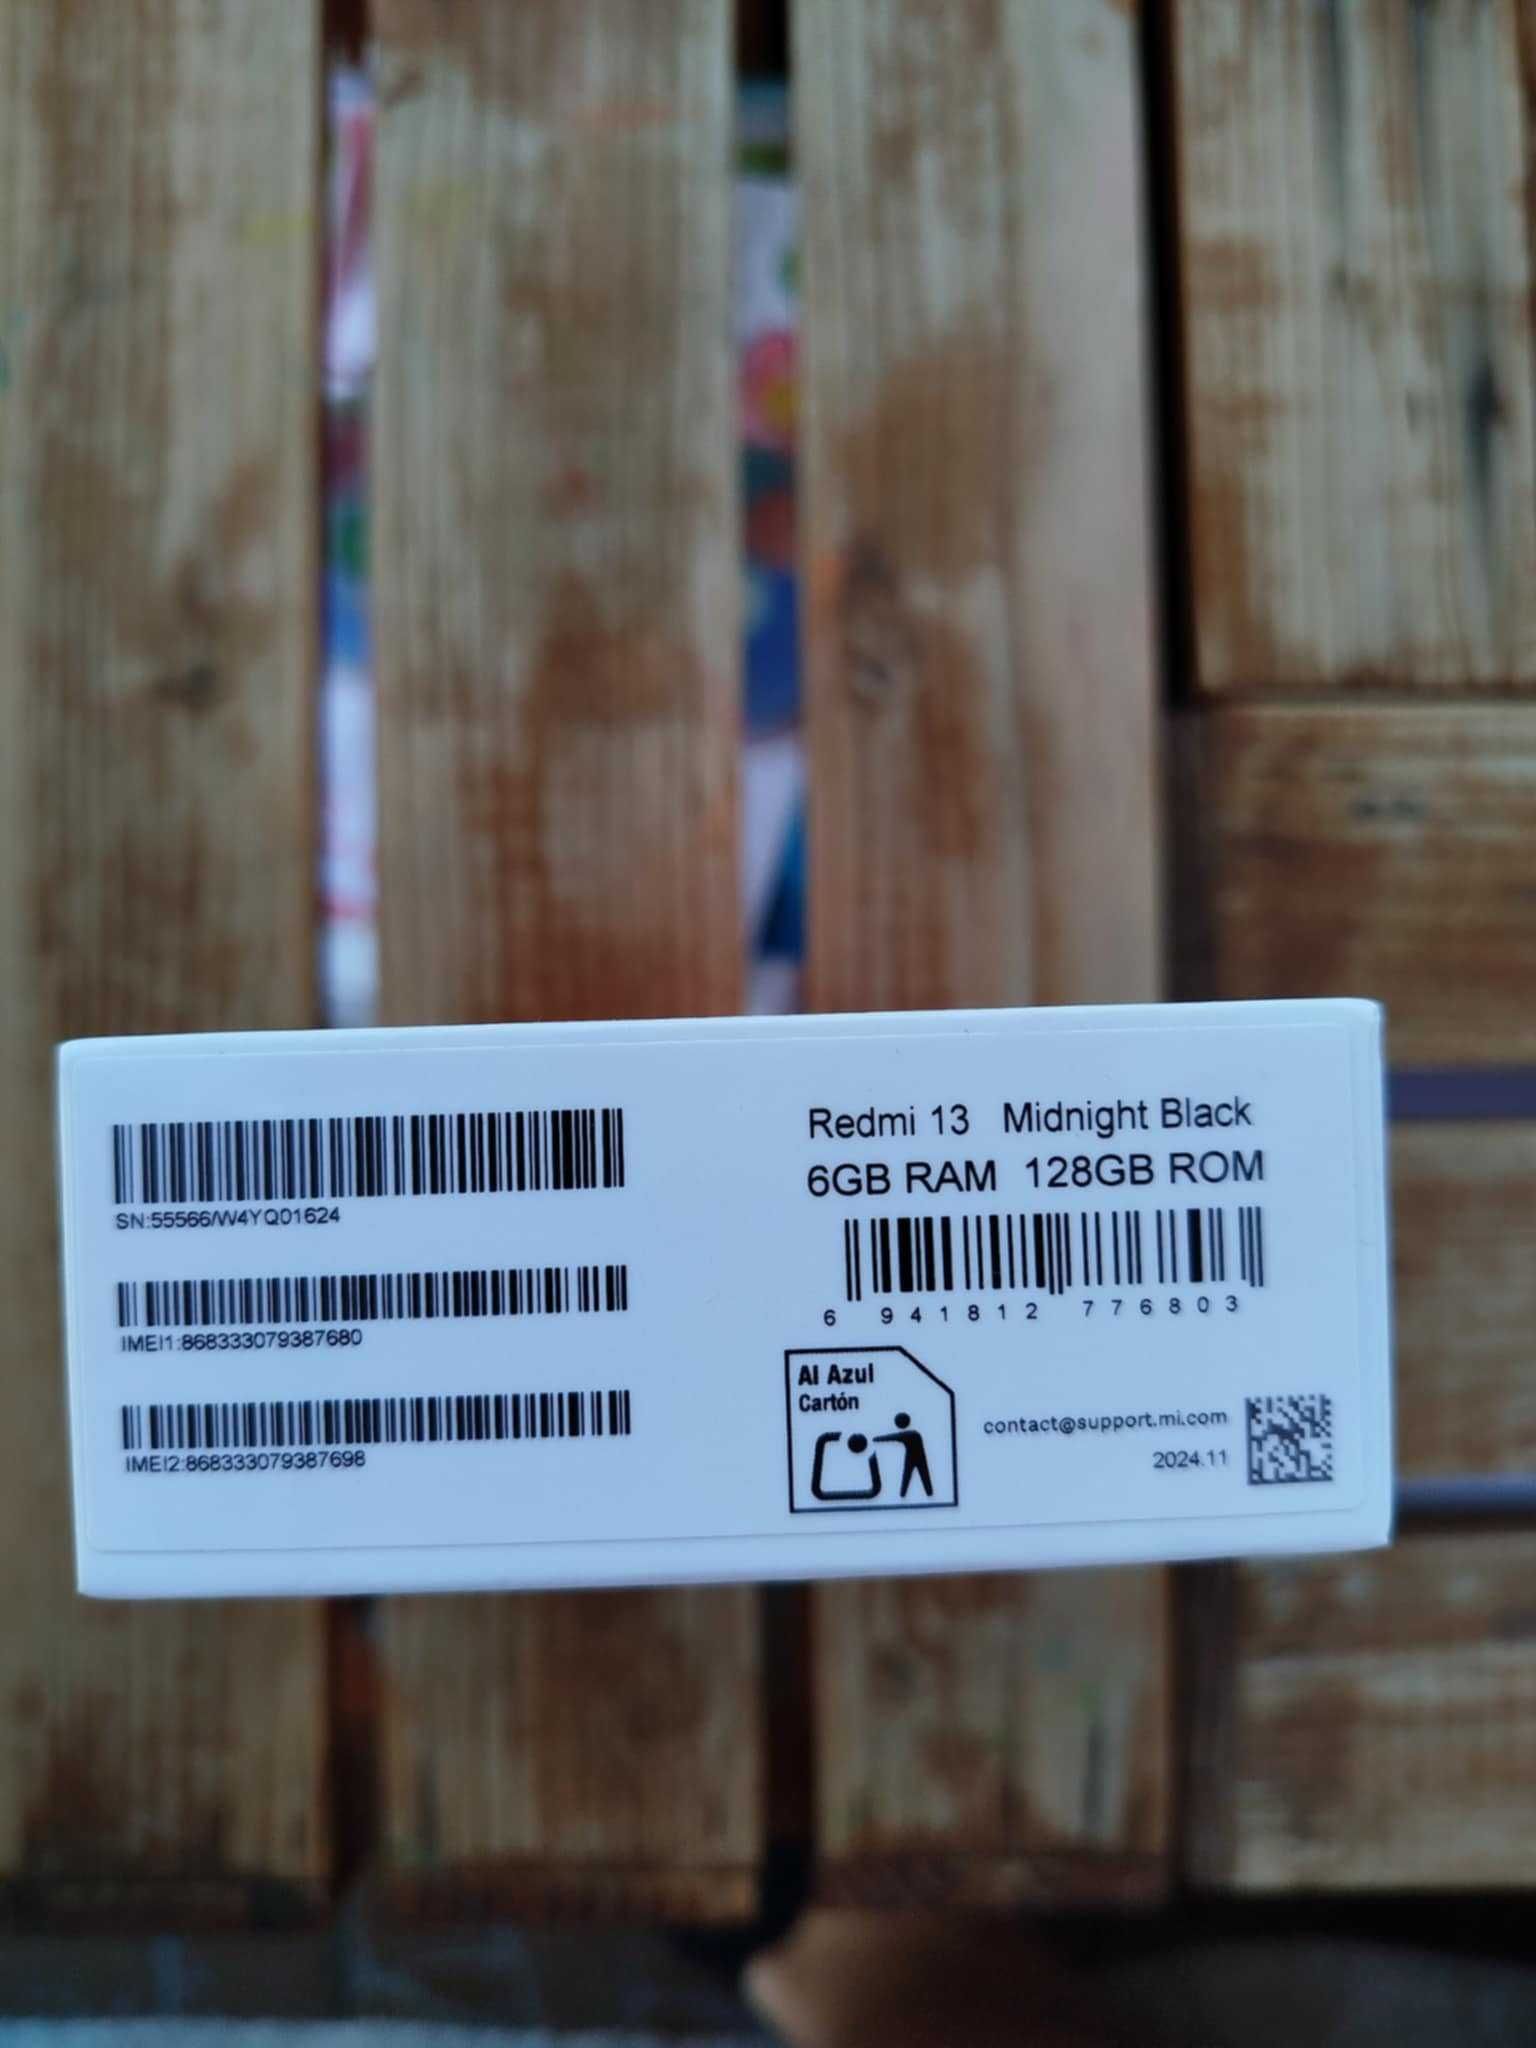 SN:55566/W4YQ01624
IMEI1:868333079387680
IMEI2:868333079387698
Redmi 13 Midnight Black
6GB RAM 128GB ROM
6 941812 776803
Al Azul
Cartón
contact@support.mi.com
2024.11